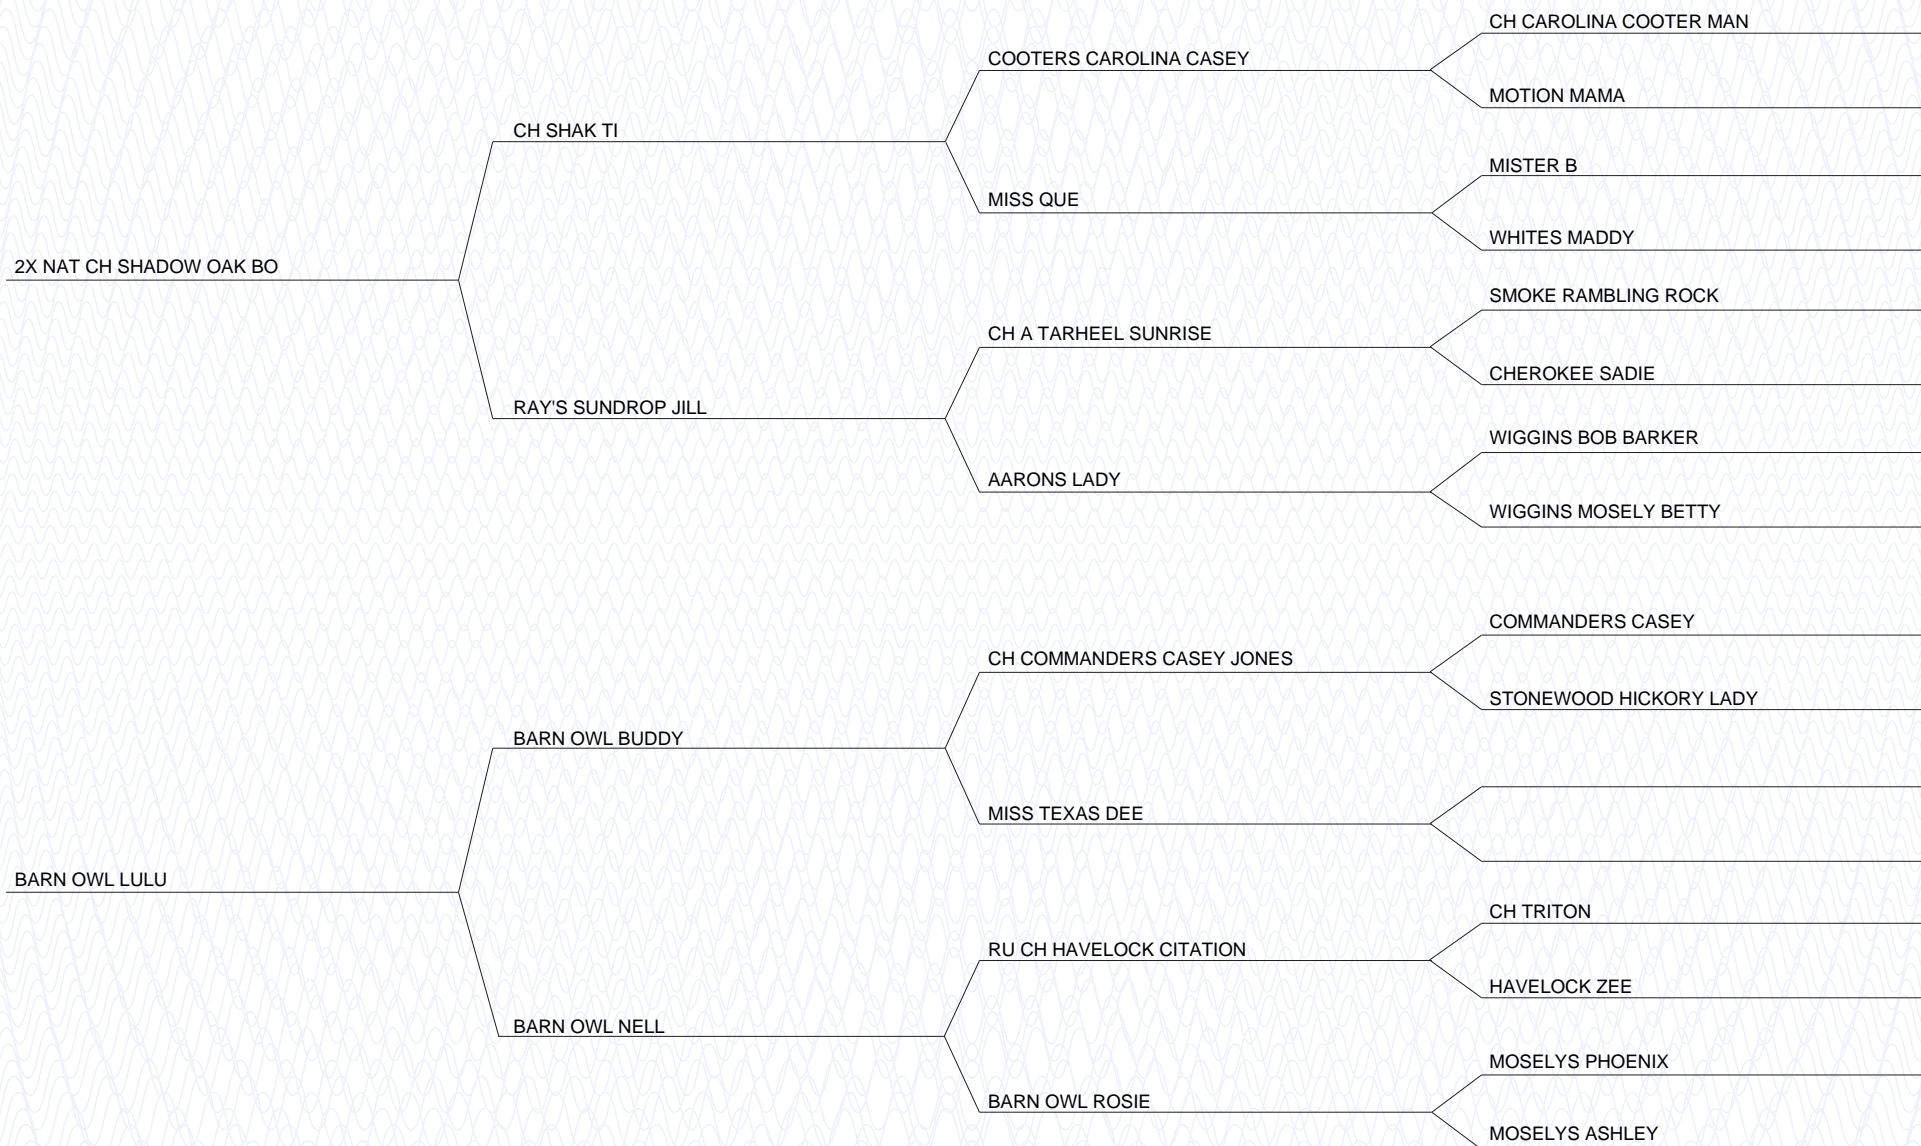 CH CAROLINA COOTER MAN
COOTERS CAROLINA CASEY
MOTION MAMA
CH SHAK TI
MISTER B
MISS QUE
WHITES MADDY
2X NAT CH SHADOW OAK BO
SMOKE RAMBLING ROCK
CH A TARHEEL SUNRISE
CHEROKEE SADIE
RAY'S SUNDROP JILL
WIGGINS BOB BARKER
AARONS LADY
WIGGINS MOSELY BETTY
COMMANDERS CASEY
CH COMMANDERS CASEY JONES
STONEWOOD HICKORY LADY
BARN OWL BUDDY
MISS TEXAS DEE
BARN OWL LULU
CH TRITON
RU CH HAVELOCK CITATION
HAVELOCK ZEE
BARN OWL NELL
MOSELYS PHOENIX
BARN OWL ROSIE
MOSELYS ASHLEY